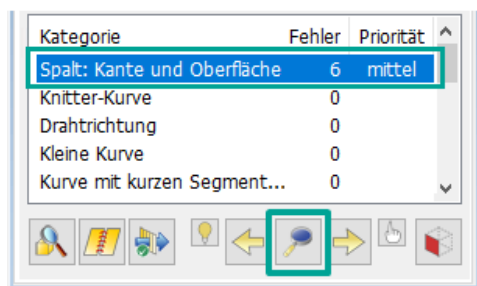 Kategorie Fehler Priorität
Spalt: Kante und Oberfläche 6 mittel
Knitter-Kurve 0
Drahtrichtung 0
Kleine Kurve 0
Kurve mit kurzen Segment... 0